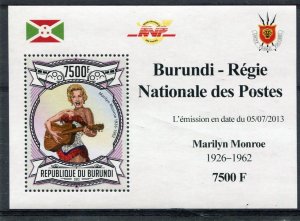 7500F
REPUBLIQUE DU BURUNDI
Burundi - Régie
Nationale des Postes
L'émission en date du 05/07/2013
Marilyn Monroe
1926-1962
7500 F